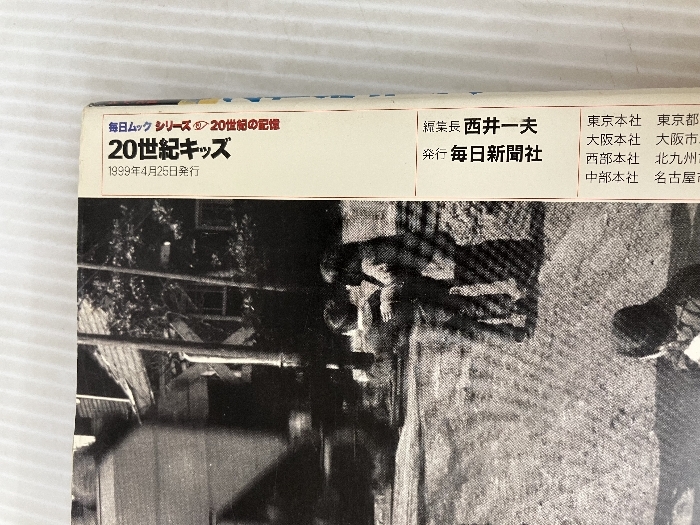 毎日ムック シリーズ 20世紀の記憶
20世紀キッズ
1999年4月25日発行
編集長 西井一夫
発行 毎日新聞社
東京本社 東京都
大阪本社 大阪市
西部本社 北九州
中部本社 名古屋